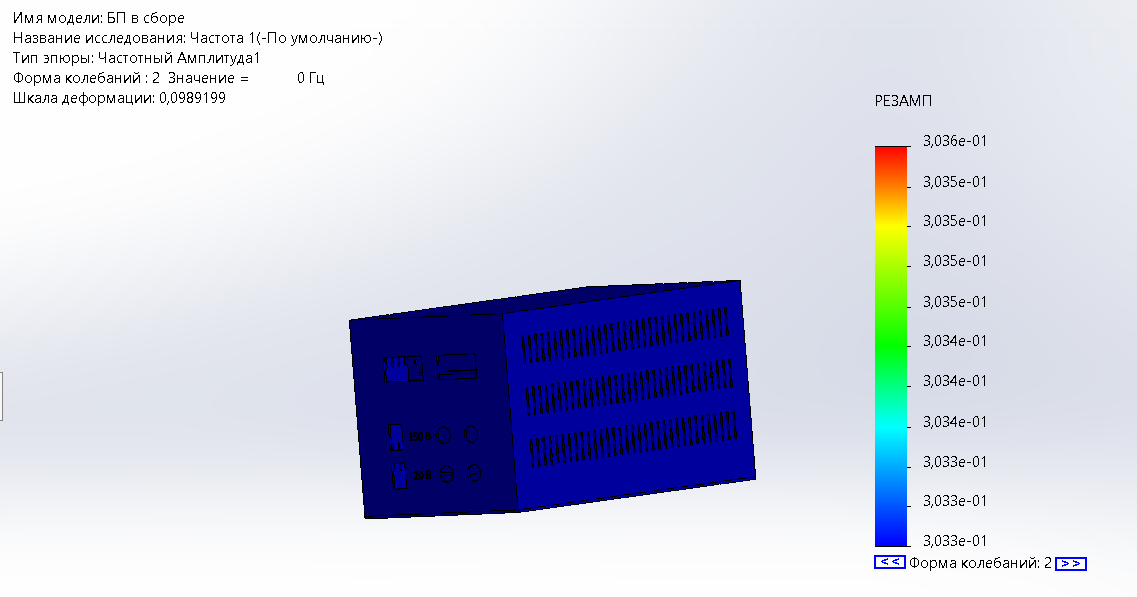 Имя модели: БП в сборе
Название исследования: Частота 1(-По умолчанию-)
Тип эпюры: Частотный Амплитуда1
Форма колебаний : 2 Значение = 0 Гц
Шкала деформации: 0,0989199
РЕЗАМП
3,036e-01
3,035e-01
3,035e-01
3,035e-01
3,035e-01
3,034e-01
3,034e-01
3,034e-01
3,033e-01
3,033e-01
3,033e-01
<< Форма колебаний: 2 >>
150 В